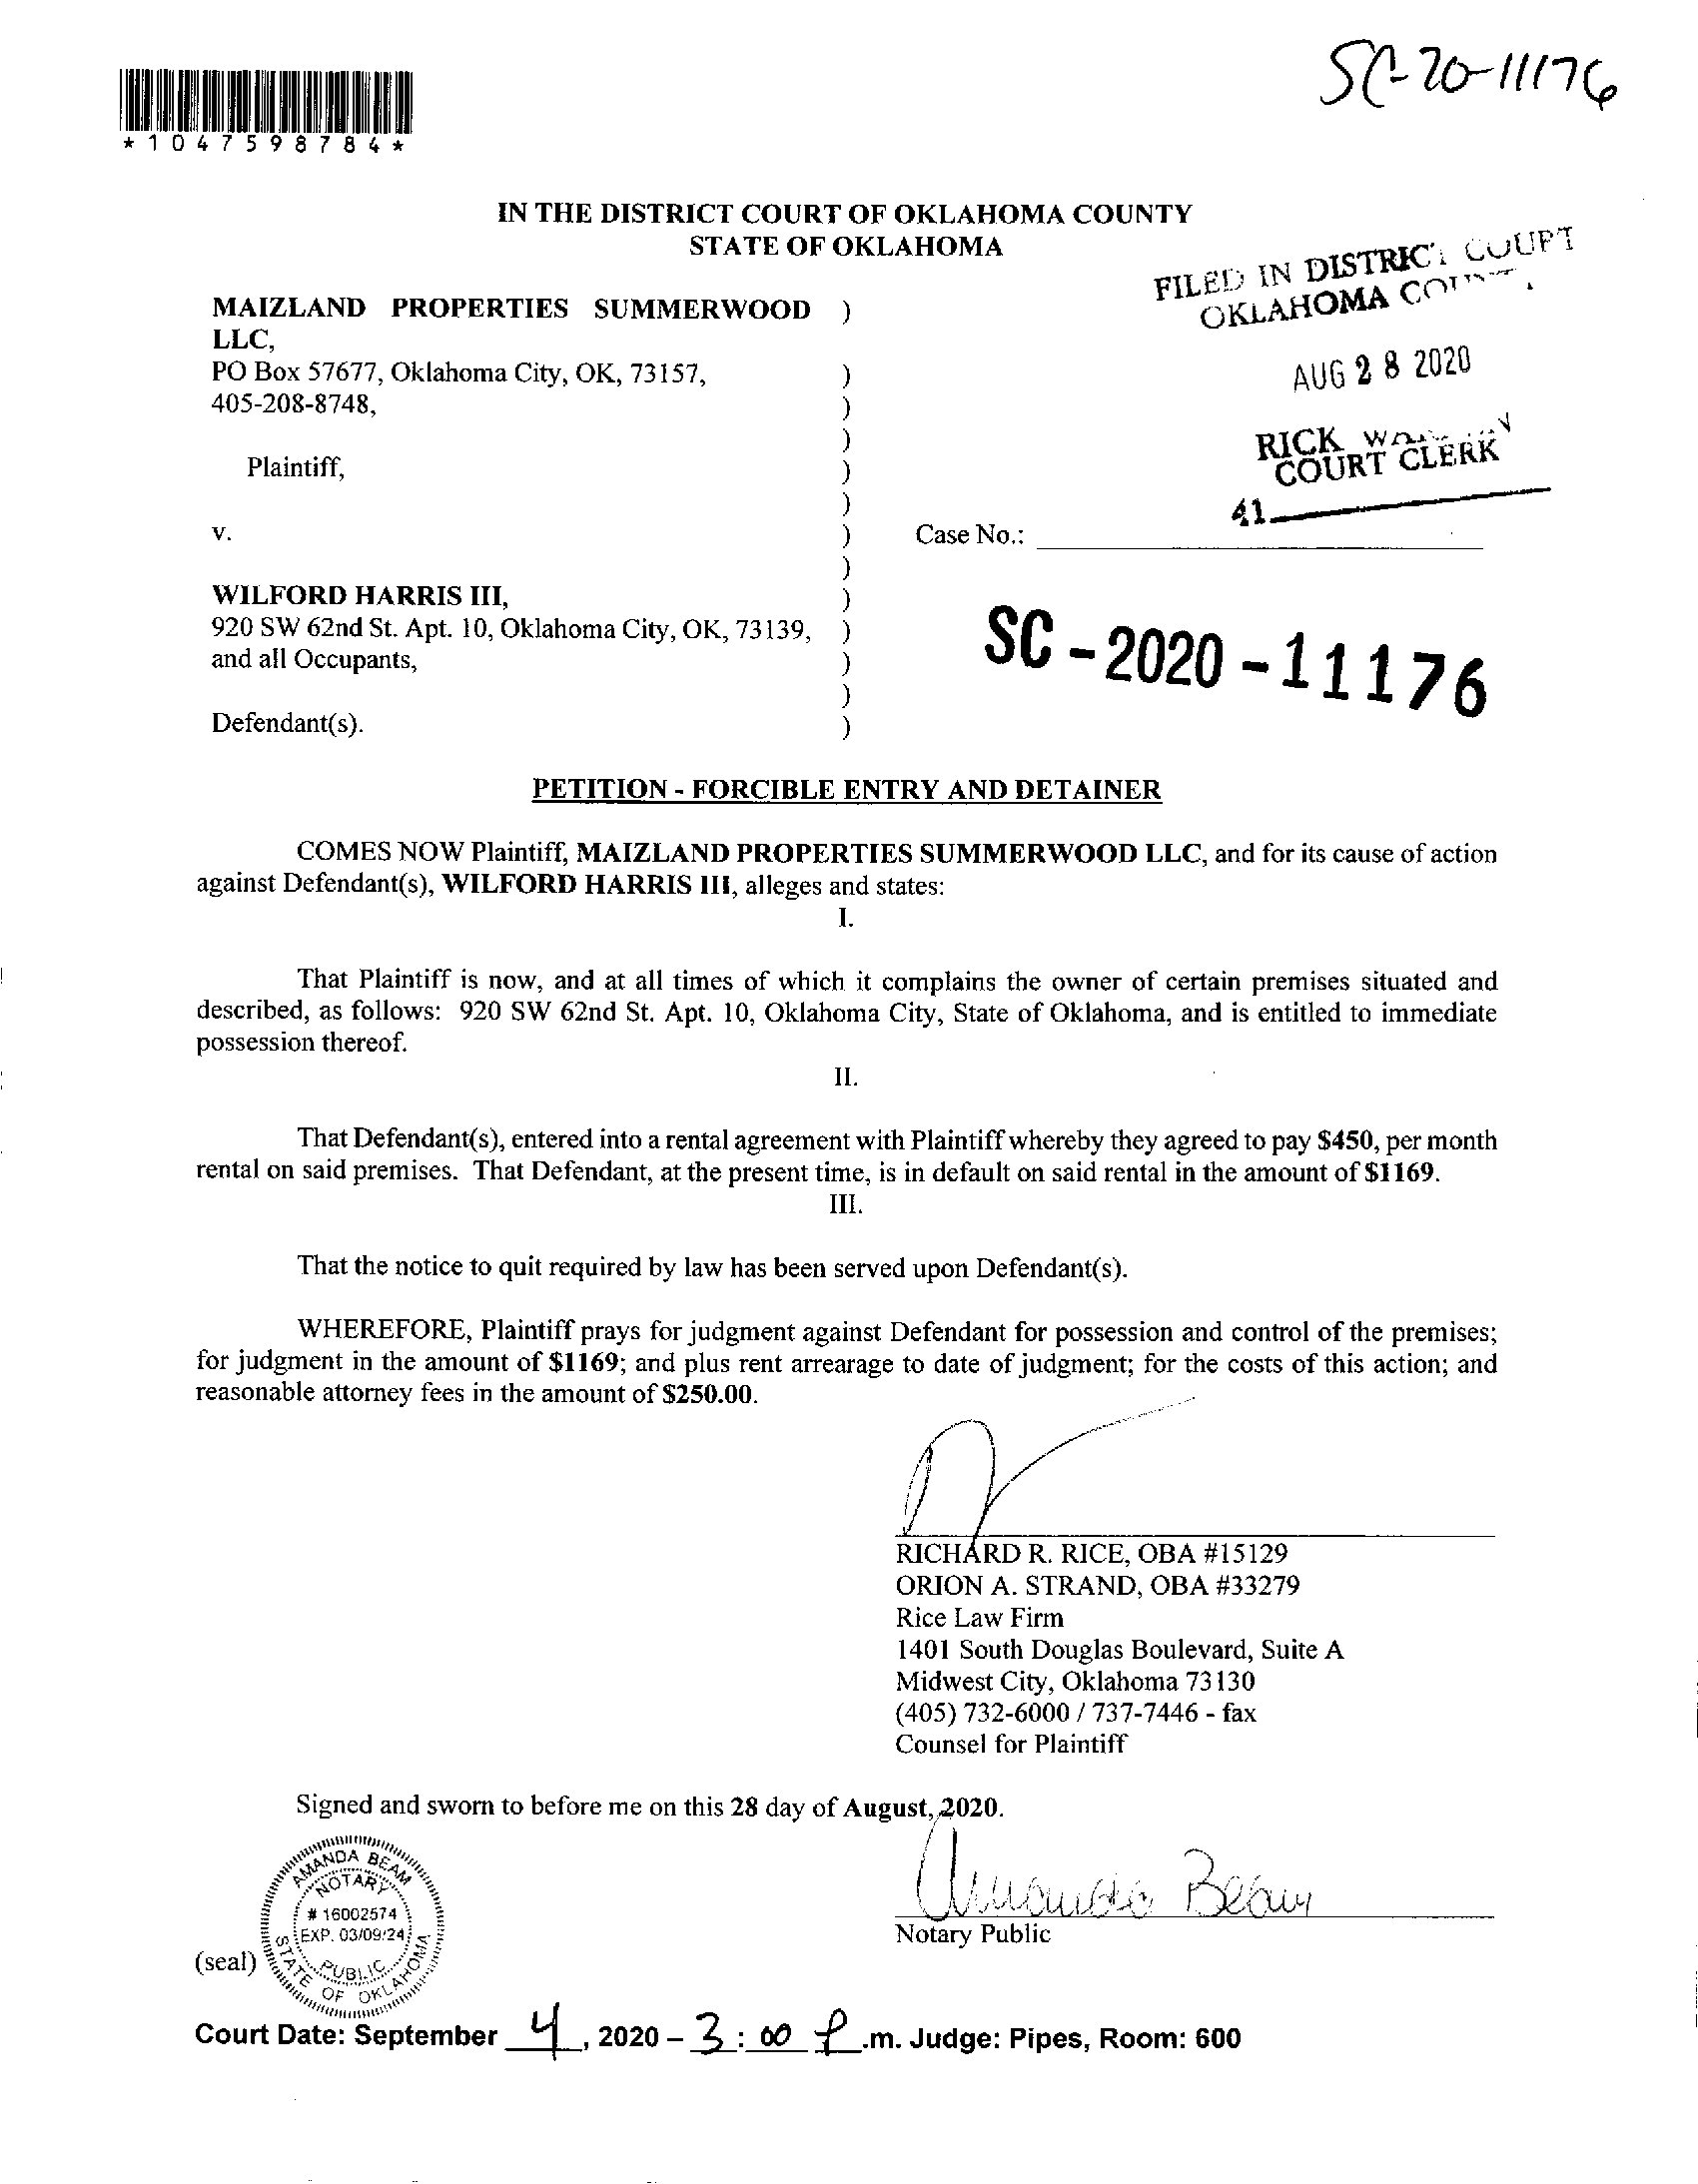 SC-20-11176
*1047598784*
IN THE DISTRICT COURT OF OKLAHOMA COUNTY
STATE OF OKLAHOMA
FILED IN DISTRICT COURT
OKLAHOMA
AUG 28 2020
RICK
COURT CLERK
41
MAIZLAND PROPERTIES SUMMERWOOD )
LLC,
PO Box 57677, Oklahoma City, OK, 73157, )
405-208-8748, )
)
Plaintiff, )
)
v. ) Case No.:
)
WILFORD HARRIS III, )
920 SW 62nd St. Apt. 10, Oklahoma City, OK, 73139, )
and all Occupants, )
)
Defendant(s). )
SC-2020-11176
PETITION - FORCIBLE ENTRY AND DETAINER
COMES NOW Plaintiff, MAIZLAND PROPERTIES SUMMERWOOD LLC, and for its cause of action
against Defendant(s), WILFORD HARRIS III, alleges and states:
I.
That Plaintiff is now, and at all times of which it complains the owner of certain premises situated and
described, as follows: 920 SW 62nd St. Apt. 10, Oklahoma City, State of Oklahoma, and is entitled to immediate
possession thereof.
II.
That Defendant(s), entered into a rental agreement with Plaintiff whereby they agreed to pay $450, per month
rental on said premises. That Defendant, at the present time, is in default on said rental in the amount of $1169.
III.
That the notice to quit required by law has been served upon Defendant(s).
WHEREFORE, Plaintiff prays for judgment against Defendant for possession and control of the premises;
for judgment in the amount of $1169; and plus rent arrearage to date of judgment; for the costs of this action; and
reasonable attorney fees in the amount of $250.00.
RICHARD R. RICE, OBA #15129
ORION A. STRAND, OBA #33279
Rice Law Firm
1401 South Douglas Boulevard, Suite A
Midwest City, Oklahoma 73130
(405) 732-6000 / 737-7446 - fax
Counsel for Plaintiff
Signed and sworn to before me on this 28 day of August, 2020.
Amanda Beam
Notary Public
AMANDA BEAM
NOTARY
# 16002574
EXP. 03/09/24
PUBLIC
STATE OF OKLAHOMA
(seal)
Court Date: September 4, 2020 – 3:00 P.m. Judge: Pipes, Room: 600